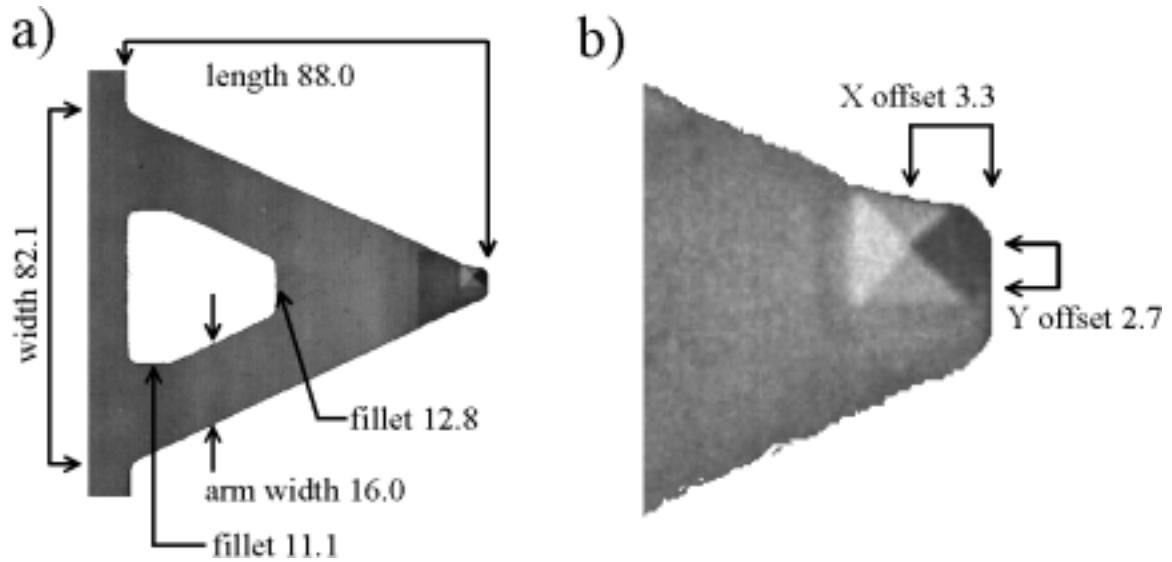 a)
length 88.0
width 82.1
fillet 12.8
arm width 16.0
fillet 11.1
b)
X offset 3.3
Y offset 2.7